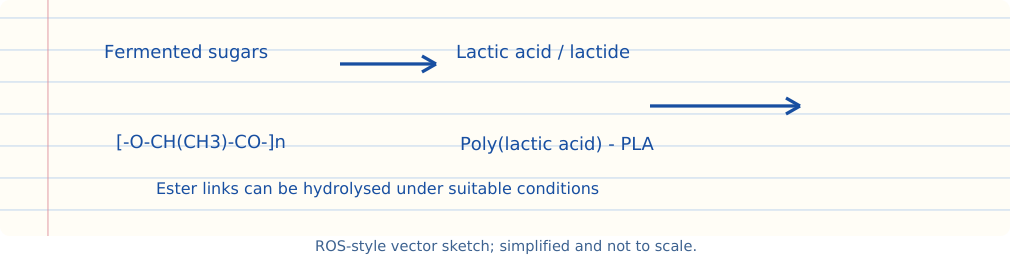 Fermented sugars
Lactic acid / lactide
[-O-CH(CH3)-CO-]n
Poly(lactic acid) - PLA
Ester links can be hydrolysed under suitable conditions
ROS-style vector sketch; simplified and not to scale.